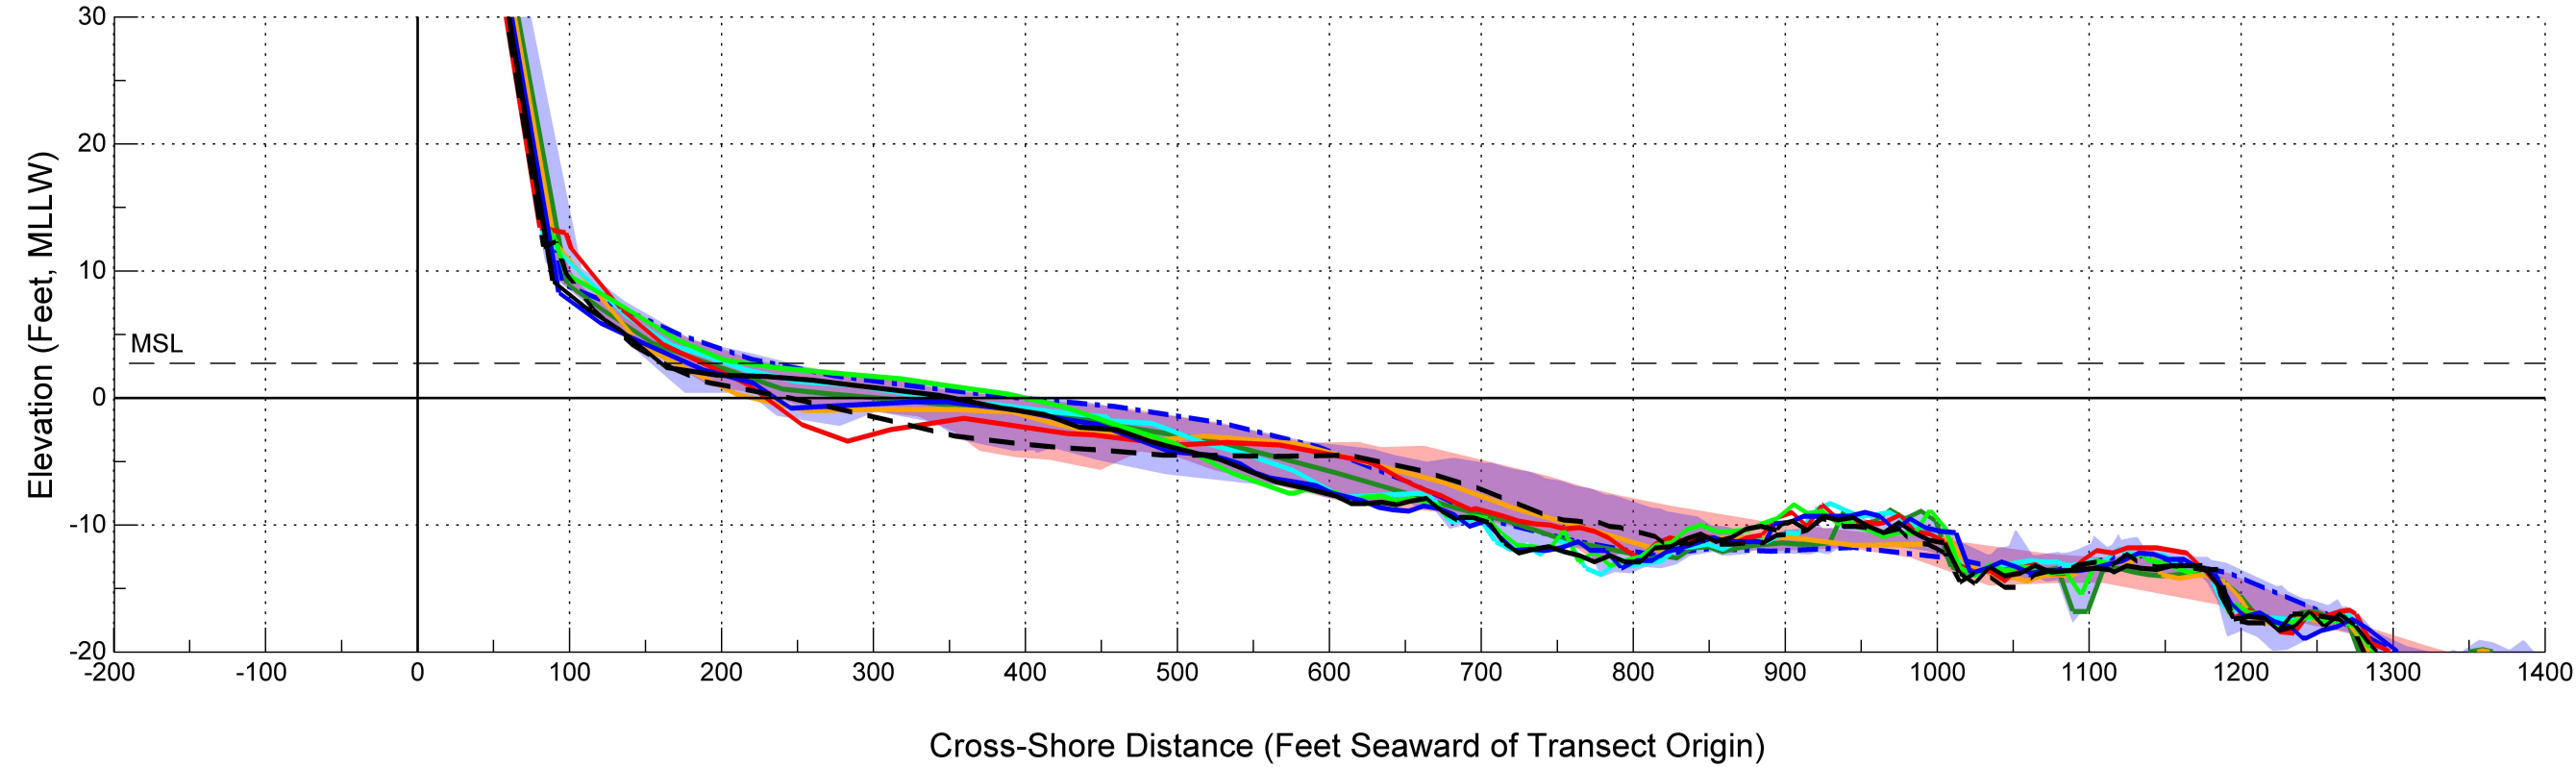 30
20
10
0
-10
-20
Elevation (Feet, MLLW)
MSL
-200 -100 0 100 200 300 400 500 600 700 800 900 1000 1100 1200 1300 1400
Cross-Shore Distance (Feet Seaward of Transect Origin)